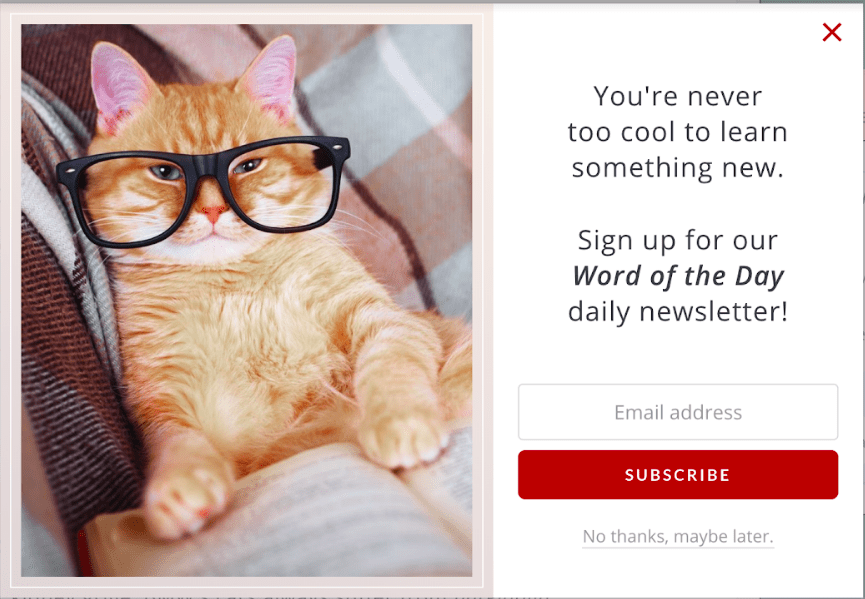 You're never
too cool to learn
something new.
Sign up for our
Word of the Day
daily newsletter!
Email address
SUBSCRIBE
No thanks, maybe later.